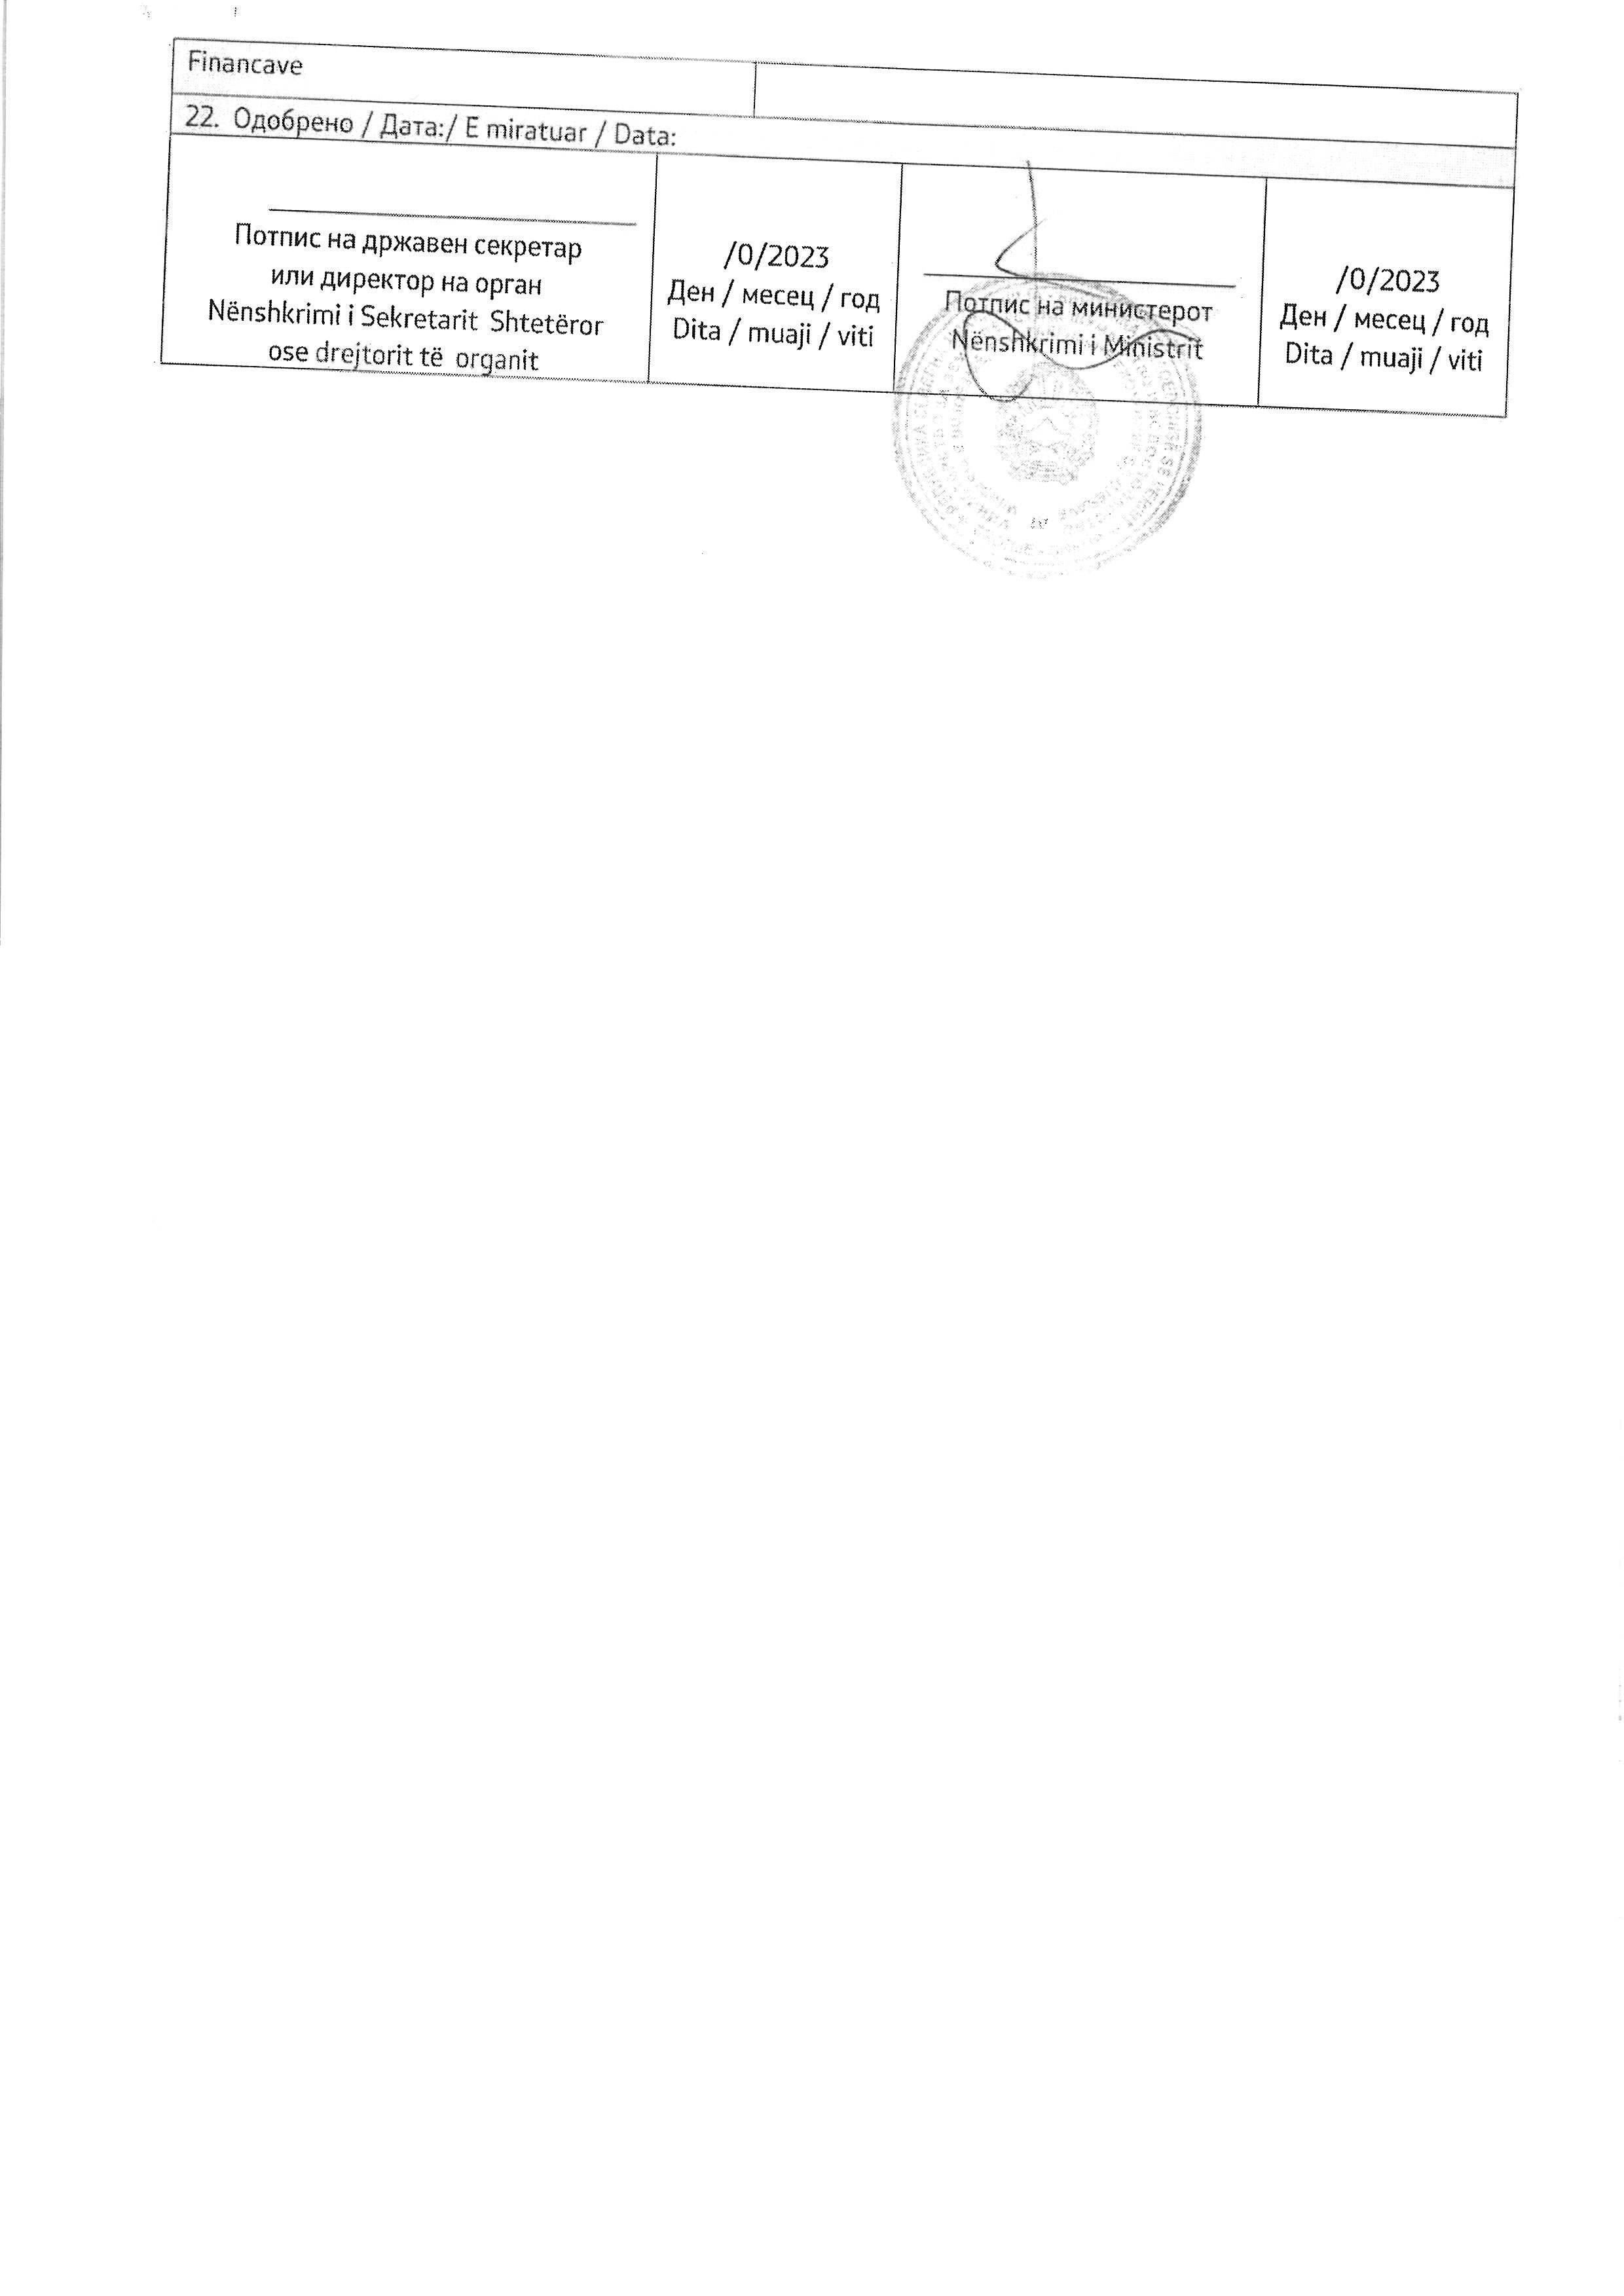 Financave
22. Одобрено / Дата:/ E miratuar / Data:
Потпис на државен секретар
или директор на орган
Nënshkrimi i Sekretarit Shtetëror
ose drejtorit të organit
/0/2023
Ден / месец / год
Dita / muaji / viti
Потпис на министерот
Nënshkrimi i Ministrit
/0/2023
Ден / месец / год
Dita / muaji / viti